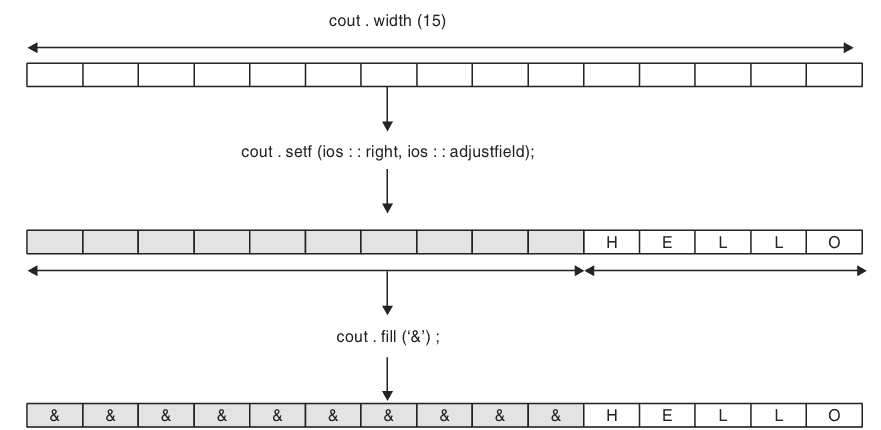 cout . width (15)
cout . setf (ios : : right, ios : : adjustfield);
H E L L O
cout . fill (‘&’) ;
& & & & & & & & & & H E L L O